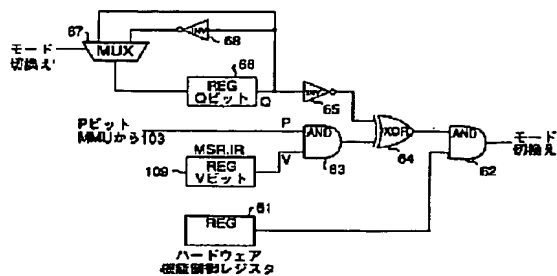 67
MUX
INV
68
モード
切換え
66
REG
Qビット
Q
INV
65
Pビット
MMUから103
P
AND
63
XOR
64
AND
62
モード
切換え
MSR.IR
109
REG
Vビット
V
61
REG
ハードウェア
制御レジスタ